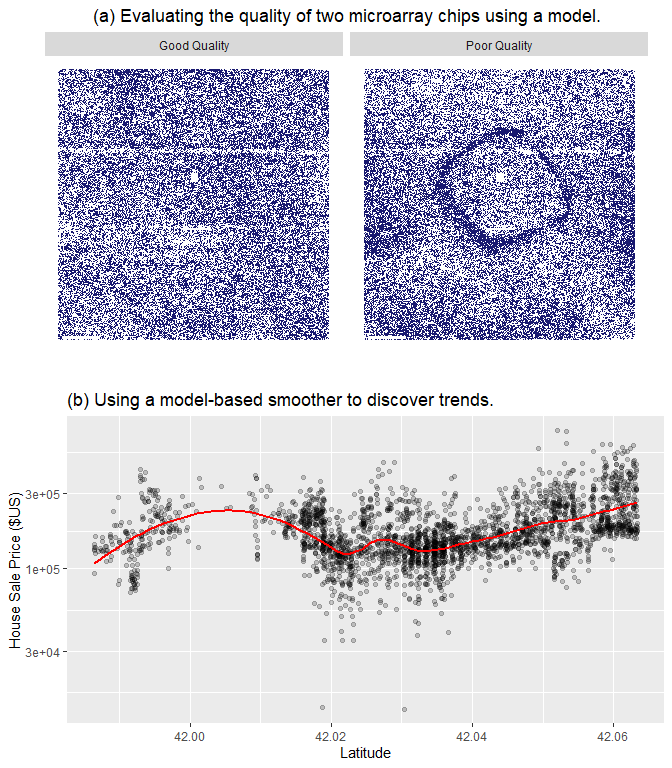 (a) Evaluating the quality of two microarray chips using a model.
Good Quality
Poor Quality
(b) Using a model-based smoother to discover trends.
House Sale Price ($US)
3e+05
1e+05
3e+04
42.00
42.02
42.04
42.06
Latitude